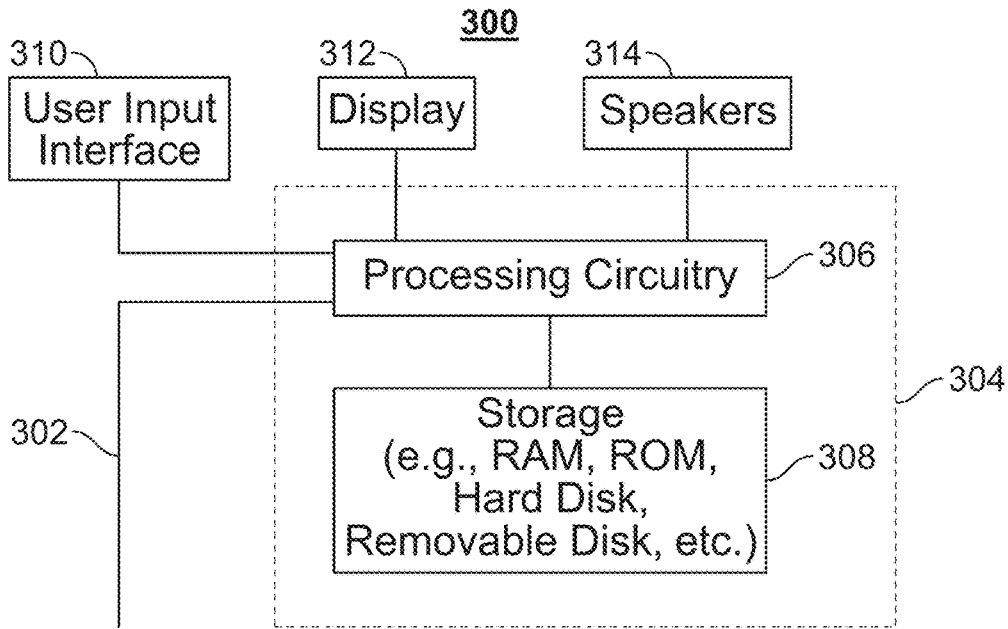 300
310
312
314
User Input
Interface
Display
Speakers
Processing Circuitry
306
304
302
Storage
(e.g., RAM, ROM,
Hard Disk,
Removable Disk, etc.)
308